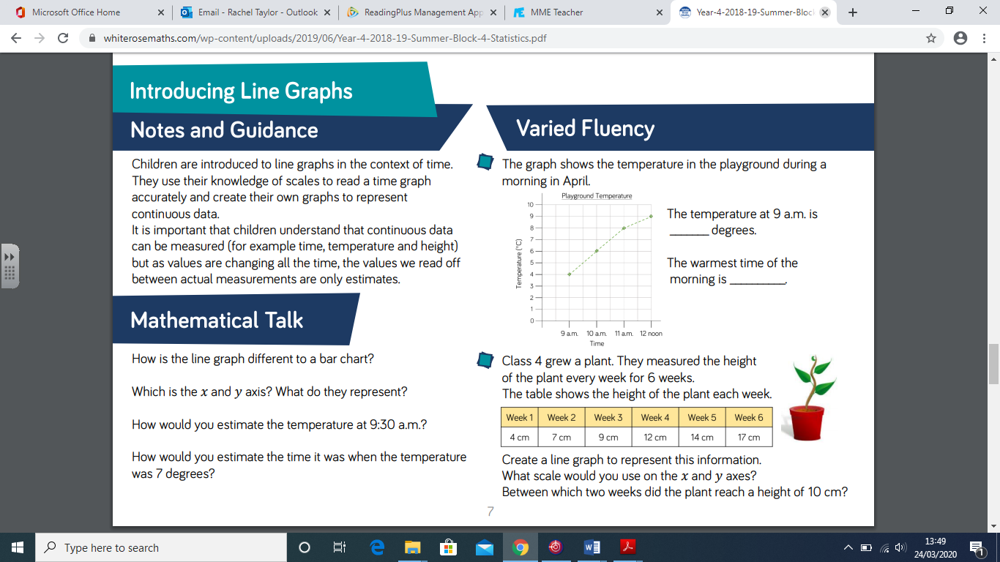 Microsoft Office Home
Email - Rachel Taylor - Outlook
ReadingPlus Management App
MME Teacher
Year-4-2018-19-Summer-Block
whiterosemaths.com/wp-content/uploads/2019/06/Year-4-2018-19-Summer-Block-4-Statistics.pdf
Introducing Line Graphs
Notes and Guidance
Children are introduced to line graphs in the context of time.
They use their knowledge of scales to read a time graph
accurately and create their own graphs to represent
continuous data.
It is important that children understand that continuous data
can be measured (for example time, temperature and height)
but as values are changing all the time, the values we read off
between actual measurements are only estimates.
Mathematical Talk
How is the line graph different to a bar chart?
Which is the x and y axis? What do they represent?
How would you estimate the temperature at 9:30 a.m.?
How would you estimate the time it was when the temperature
was 7 degrees?
Varied Fluency
The graph shows the temperature in the playground during a
morning in April.
Playground Temperature
Temperature (°C)
10
9
8
7
6
5
4
3
2
1
0
9 a.m. 10 a.m. 11 a.m. 12 noon
Time
The temperature at 9 a.m. is
______ degrees.
The warmest time of the
morning is ________.
Class 4 grew a plant. They measured the height
of the plant every week for 6 weeks.
The table shows the height of the plant each week.
Week 1 Week 2 Week 3 Week 4 Week 5 Week 6
4 cm 7 cm 9 cm 12 cm 14 cm 17 cm
Create a line graph to represent this information.
What scale would you use on the x and y axes?
Between which two weeks did the plant reach a height of 10 cm?
7
Type here to search
13:49
24/03/2020
1